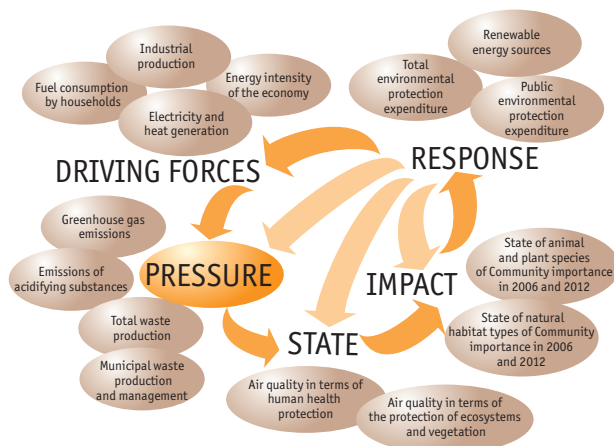 Industrial
production
Fuel consumption
by households
Energy intensity
of the economy
Electricity and
heat generation
Renewable
energy sources
Total
environmental
protection
expenditure
Public
environmental
protection
expenditure
DRIVING FORCES
RESPONSE
Greenhouse gas
emissions
Emissions of
acidifying substances
PRESSURE
Total waste
production
Municipal waste
production
and management
IMPACT
State of animal
and plant species
of Community importance
in 2006 and 2012
State of natural
habitat types of Community
importance in 2006
and 2012
STATE
Air quality in terms of
human health
protection
Air quality in terms of
the protection of ecosystems
and vegetation